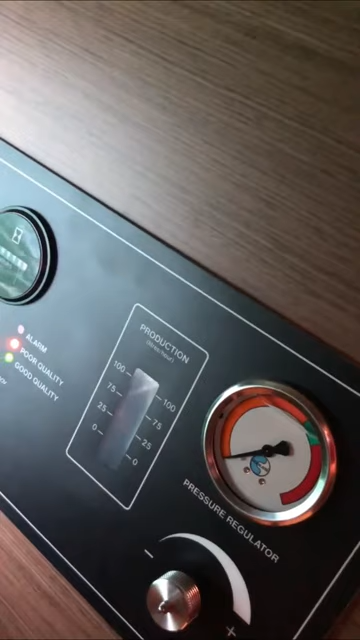 ALARM
POOR QUALITY
GOOD QUALITY
PRODUCTION
100
75
25
0
100
75
25
0
PRESSURE REGULATOR
−
+